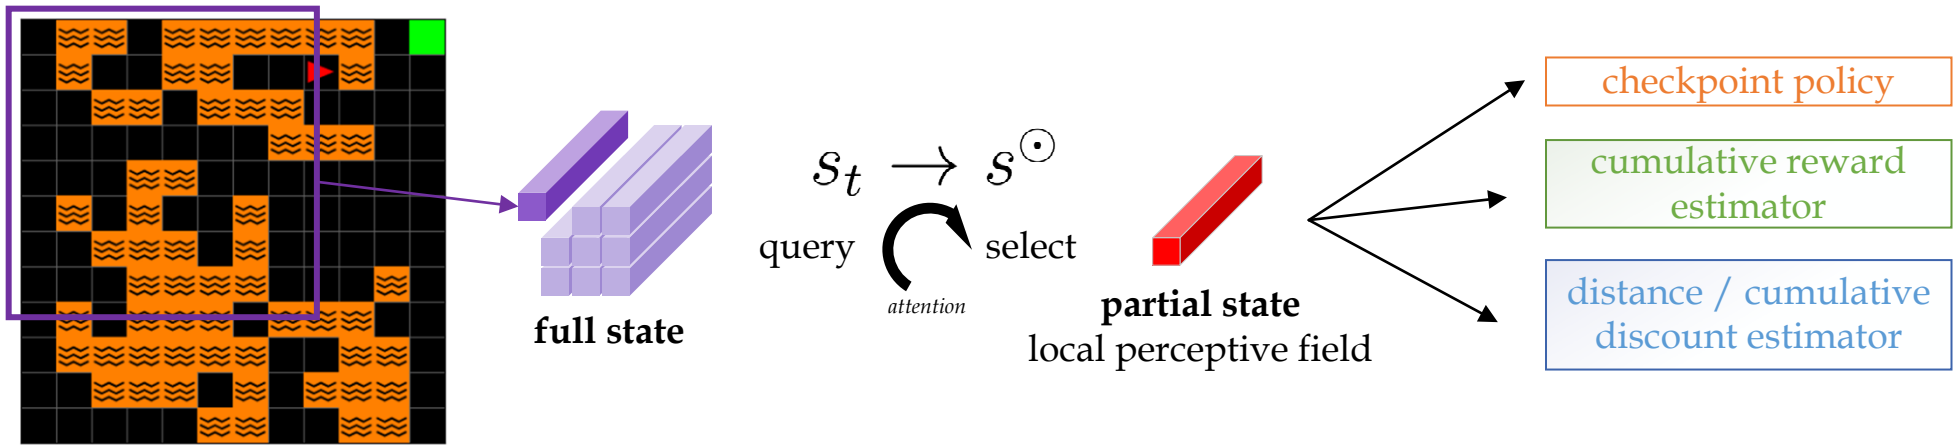 full state
s_t → s^⊙
query
select
attention
partial state
local perceptive field
checkpoint policy
cumulative reward
estimator
distance / cumulative
discount estimator